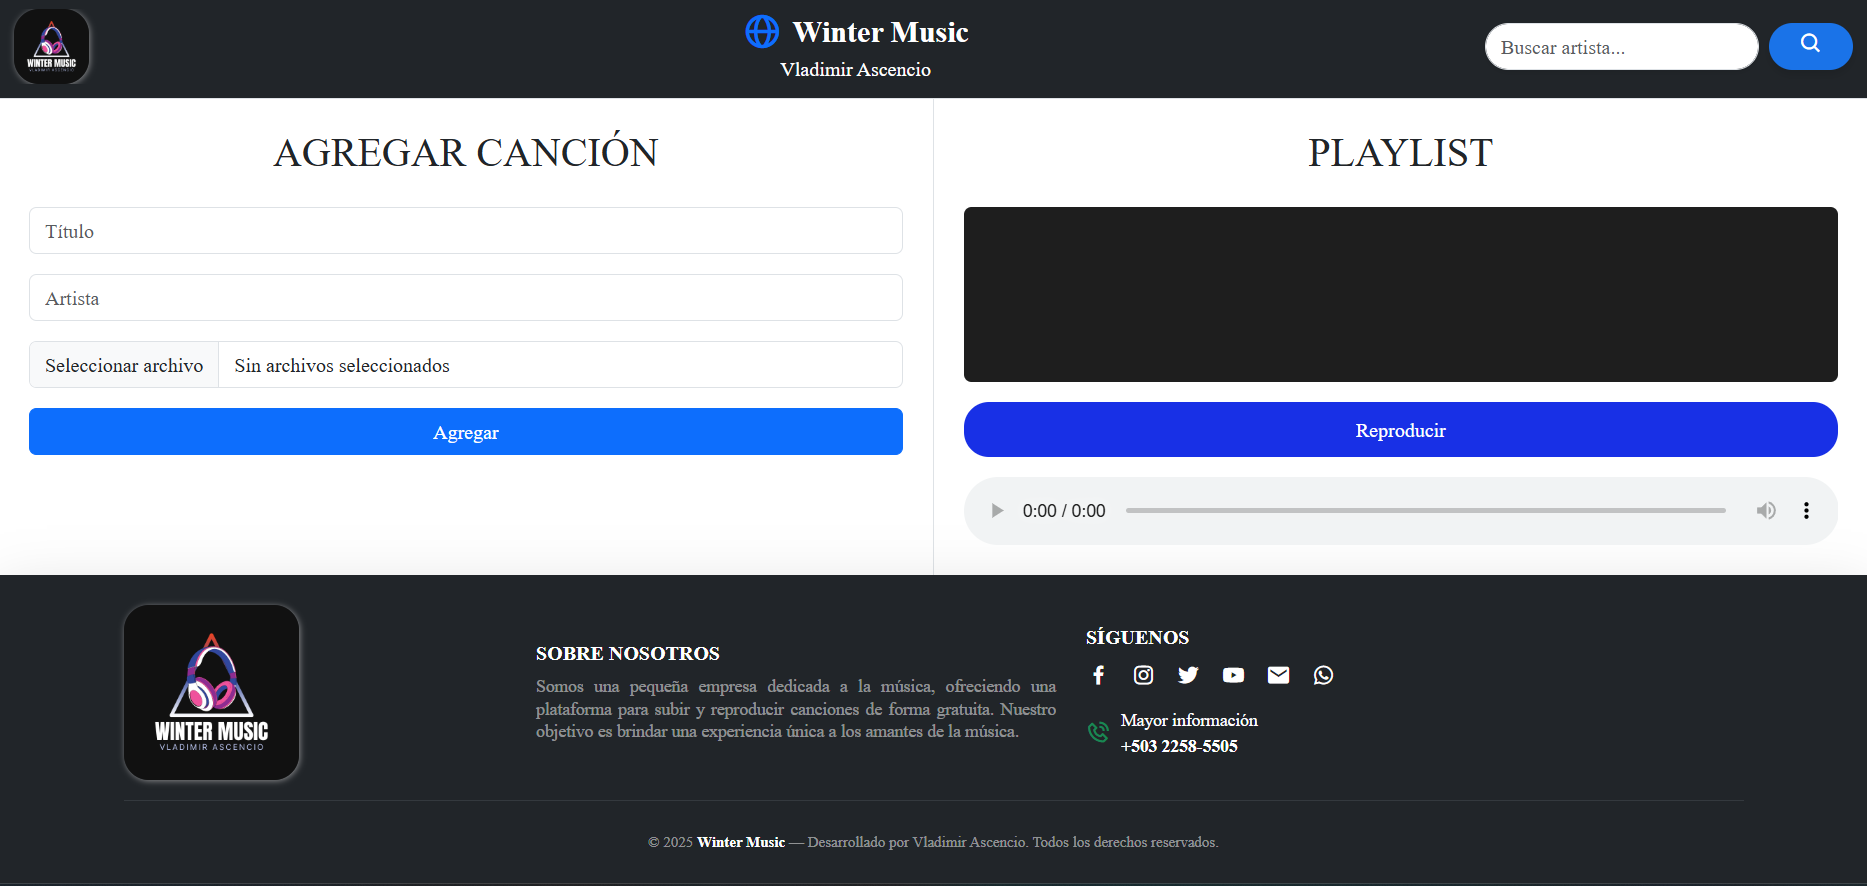 WINTER MUSIC
VLADIMIR ASCENCIO
Winter Music
Vladimir Ascencio
Buscar artista...
AGREGAR CANCIÓN
Título
Artista
Seleccionar archivo Sin archivos seleccionados
Agregar
PLAYLIST
Reproducir
0:00 / 0:00
WINTER MUSIC
VLADIMIR ASCENCIO
SOBRE NOSOTROS
Somos una pequeña empresa dedicada a la música, ofreciendo una
plataforma para subir y reproducir canciones de forma gratuita. Nuestro
objetivo es brindar una experiencia única a los amantes de la música.
SÍGUENOS
Mayor información
+503 2258-5505
© 2025 Winter Music — Desarrollado por Vladimir Ascencio. Todos los derechos reservados.